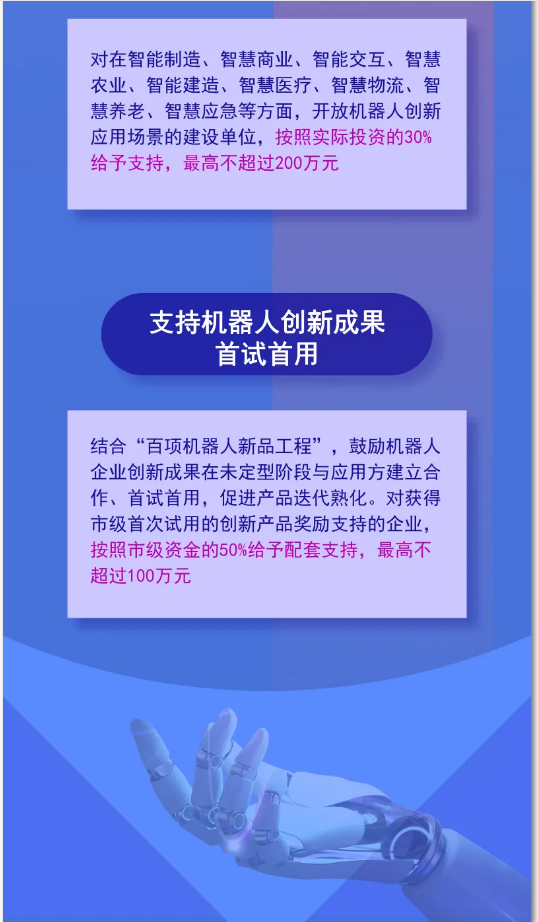 对在智能制造、智慧商业、智能交互、智慧
农业、智能建造、智慧医疗、智慧物流、智
慧养老、智慧应急等方面，开放机器人创新
应用场景的建设单位，按照实际投资的30%
给予支持，最高不超过200万元
支持机器人创新成果
首试首用
结合“百项机器人新品工程”，鼓励机器人
企业创新成果在未定型阶段与应用方建立合
作、首试首用，促进产品迭代熟化。对获得
市级首次试用的创新产品奖励支持的企业，
按照市级资金的50%给予配套支持，最高不
超过100万元